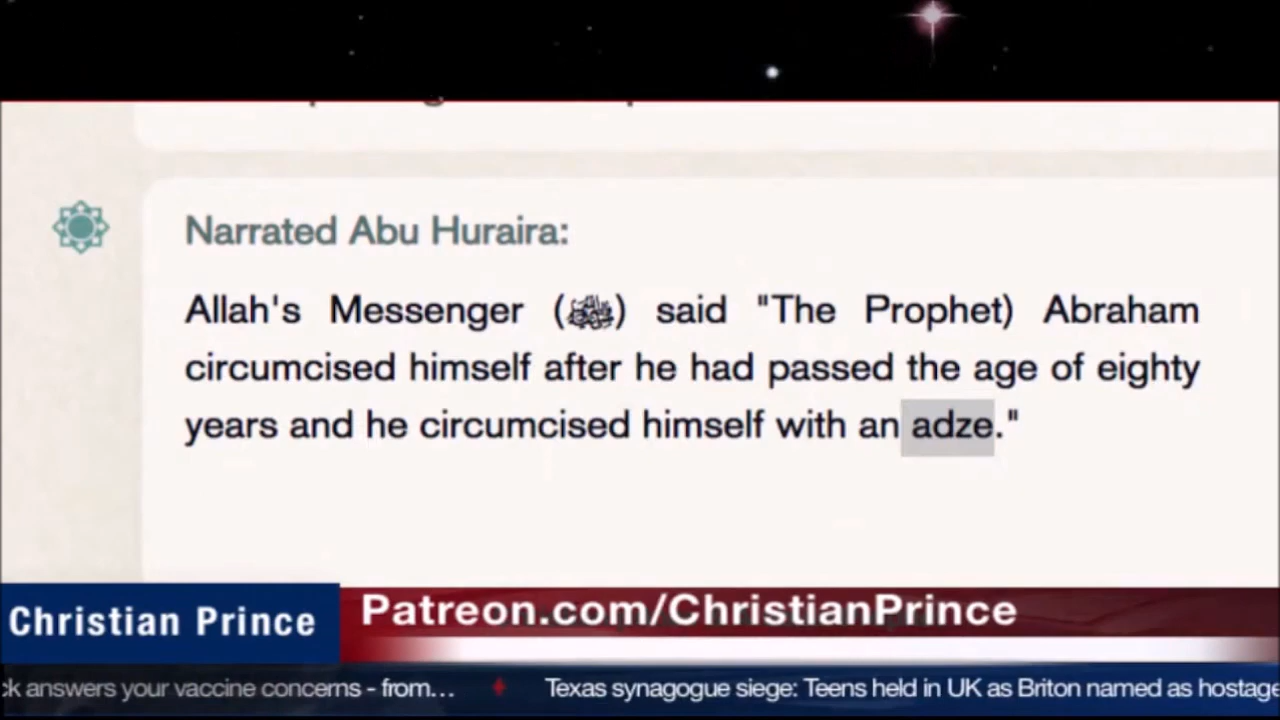 Narrated Abu Huraira:
Allah's Messenger (ﷺ) said "The Prophet) Abraham
circumcised himself after he had passed the age of eighty
years and he circumcised himself with an adze."
Christian Prince
Patreon.com/ChristianPrince
ck answers your vaccine concerns - from… ♦ Texas synagogue siege: Teens held in UK as Briton named as hostage